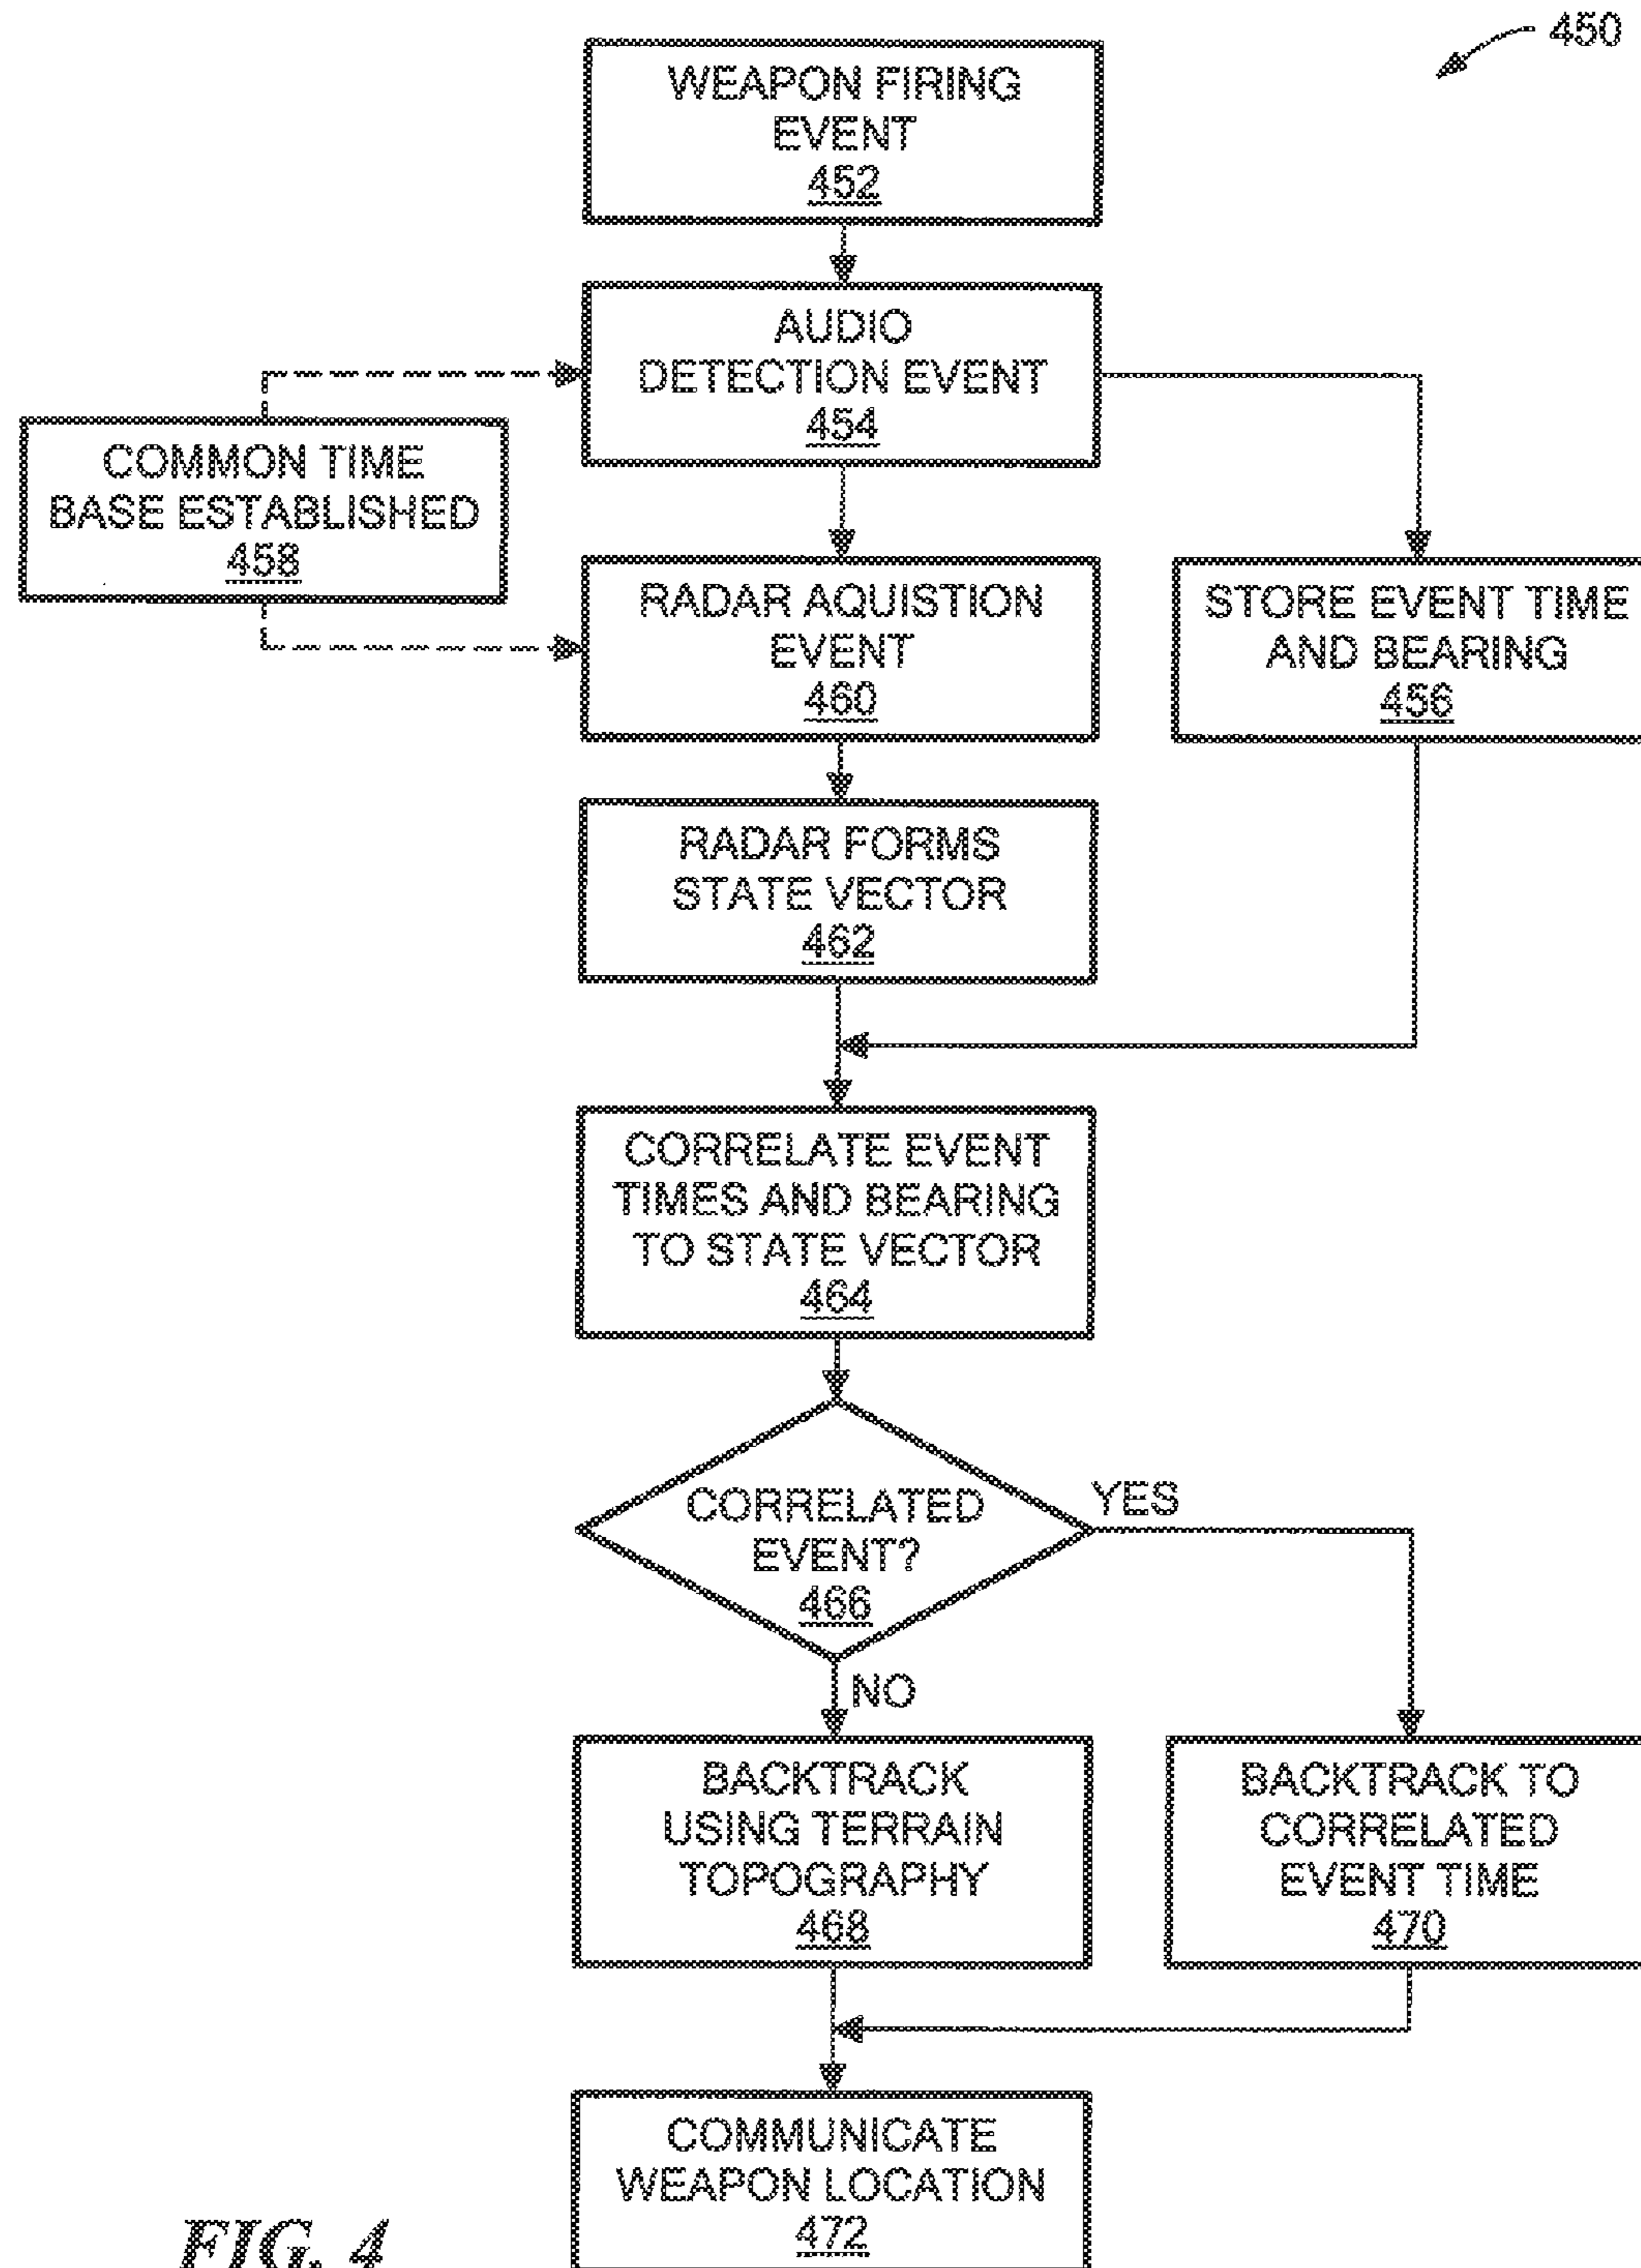 450
WEAPON FIRING
EVENT
452
AUDIO
DETECTION EVENT
454
COMMON TIME
BASE ESTABLISHED
458
RADAR AQUISTION
EVENT
460
STORE EVENT TIME
AND BEARING
456
RADAR FORMS
STATE VECTOR
462
CORRELATE EVENT
TIMES AND BEARING
TO STATE VECTOR
464
CORRELATED
EVENT?
466
YES
NO
BACKTRACK
USING TERRAIN
TOPOGRAPHY
468
BACKTRACK TO
CORRELATED
EVENT TIME
470
COMMUNICATE
WEAPON LOCATION
472
FIG. 4